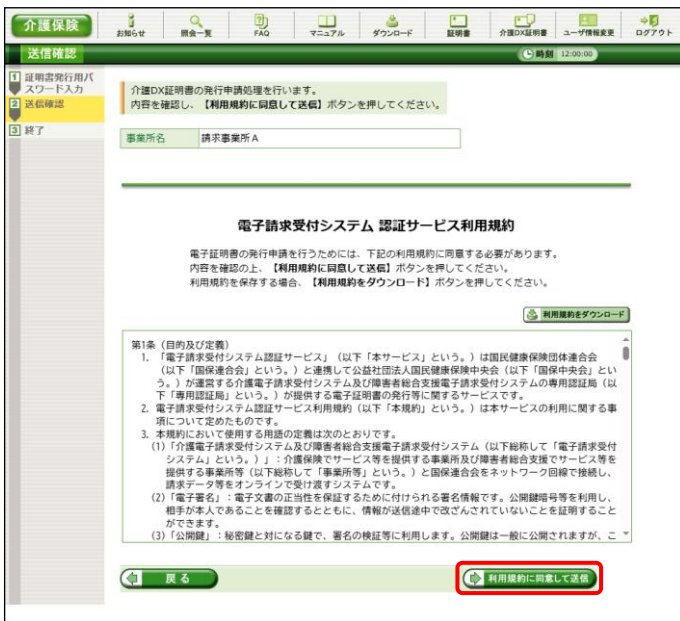 介護保険
お知らせ
照会一覧
FAQ
マニュアル
ダウンロード
証明書
介護DX証明書
ユーザ情報変更
ログアウト
送信確認
時刻 12:00:00
1 証明書発行用パ
スワード入力
2 送信確認
3 終了
介護DX証明書の発行申請処理を行います。
内容を確認し、【利用規約に同意して送信】ボタンを押してください。
事業所名 請求事業所A
電子請求受付システム 認証サービス利用規約
電子証明書の発行申請を行うためには、下記の利用規約に同意する必要があります。
内容を確認の上、【利用規約に同意して送信】ボタンを押してください。
利用規約を保存する場合、【利用規約をダウンロード】ボタンを押してください。
利用規約をダウンロード
第1条（目的及び定義）
1. 「電子請求受付システム認証サービス」（以下「本サービス」という。）は国民健康保険団体連合会
（以下「国保連合会」という。）と連携して公益社団法人国民健康保険中央会（以下「国保中央会」とい
う。）が運営する介護電子請求受付システム及び障害者総合支援電子請求受付システムの専用認証局（以
下「専用認証局」という。）が提供する電子証明書の発行等に関するサービスです。
2. 電子請求受付システム認証サービス利用規約（以下「本規約」という。）は本サービスの利用に関する事
項について定めたものです。
3. 本規約において使用する用語の定義は次のとおりです。
(1)「介護電子請求受付システム及び障害者総合支援電子請求受付システム（以下総称して「電子請求受付
システム」という。）」：介護保険でサービス等を提供する事業所及び障害者総合支援でサービス等を
提供する事業所等（以下総称して「事業所等」という。）と国保連合会をネットワーク回線で接続し、
請求データ等をオンラインで受け渡すシステムです。
(2)「電子署名」：電子文書の正当性を保証するために付けられる署名情報です。公開鍵暗号等を利用し、
相手が本人であることを確認するとともに、情報が送信途中で改ざんされていないことを証明すること
ができます。
(3)「公開鍵」：秘密鍵と対になる鍵で、署名の検証等に利用します。公開鍵は一般に公開されますが、こ
戻る
利用規約に同意して送信